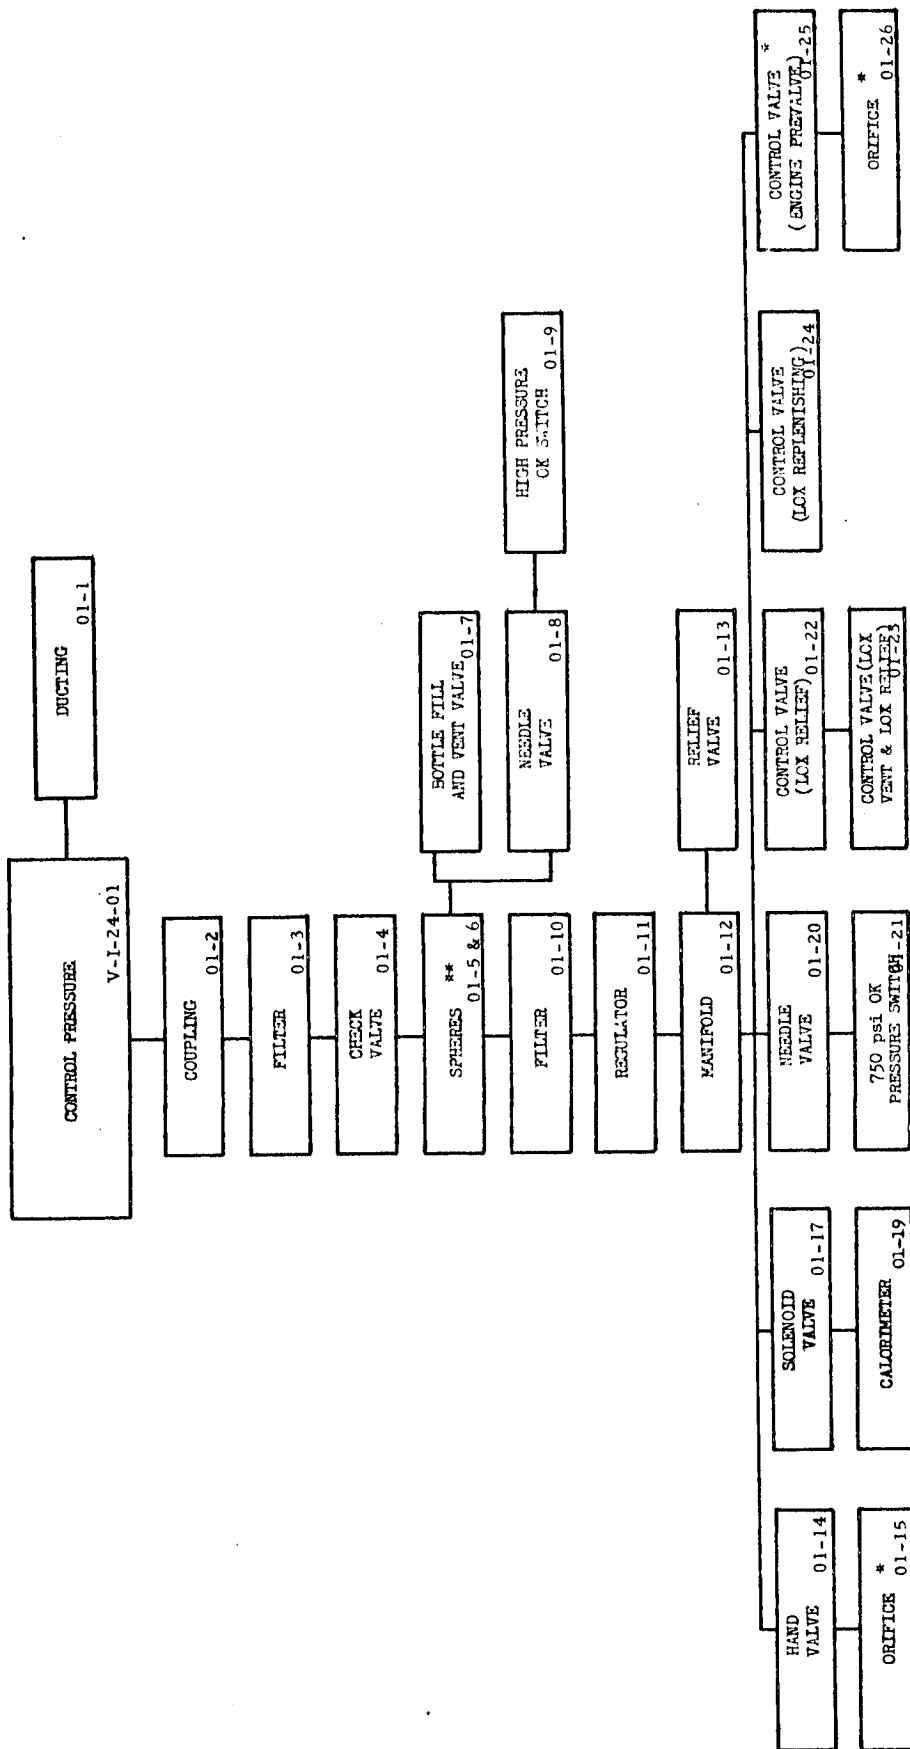 CONTROL PRESSURE
V-I-24-01
DUCTING
01-1
COUPLING
01-2
FILTER
01-3
CHECK
VALVE
01-4
SPHERES **
01-5 & 6
BOTTLE FILL
AND VENT VALVE
01-7
NEEDLE
VALVE
01-8
HIGH PRESSURE
OK SWITCH
01-9
FILTER
01-10
REGULATOR
01-11
MANIFOLD
01-12
RELIEF
VALVE
01-13
HAND
VALVE
01-14
ORIFICE *
01-15
SOLENOID
VALVE
01-17
CALORIMETER
01-19
NEEDLE
VALVE
01-20
750 psi OK
PRESSURE SWITCH
01-21
CONTROL VALVE
(LOX RELIEF)
01-22
CONTROL VALVE(LOX
VENT & LOX RELIEF)
01-23
CONTROL VALVE
(LOX REPLENISHING)
01-24
CONTROL VALVE *
(ENGINE PREVALVE)
01-25
ORIFICE *
01-26